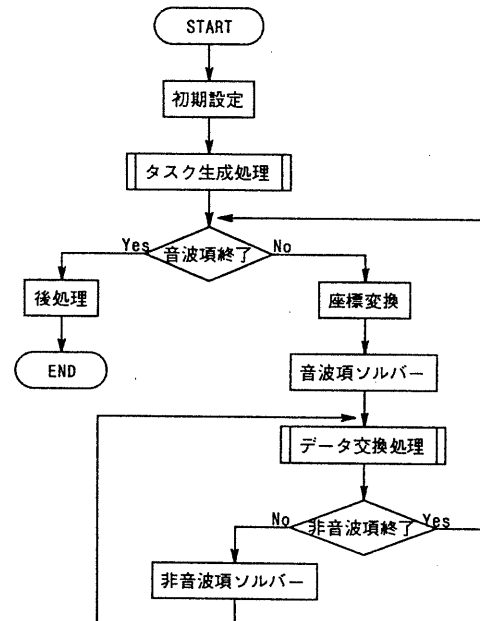 START
初期設定
タスク生成処理
Yes
音波項終了
No
後処理
座標変換
END
音波項ソルバー
データ交換処理
No
非音波項終了
Yes
非音波項ソルバー